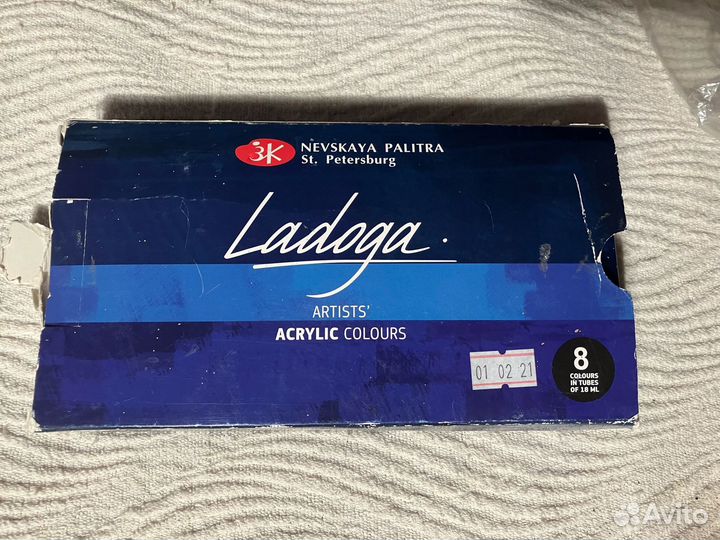 ЗК NEVSKAYA PALITRA
St. Petersburg
Ladoga.
ARTISTS'
ACRYLIC COLOURS
01 02 21
8
COLOURS
IN TUBES
OF 18 ML
Avito